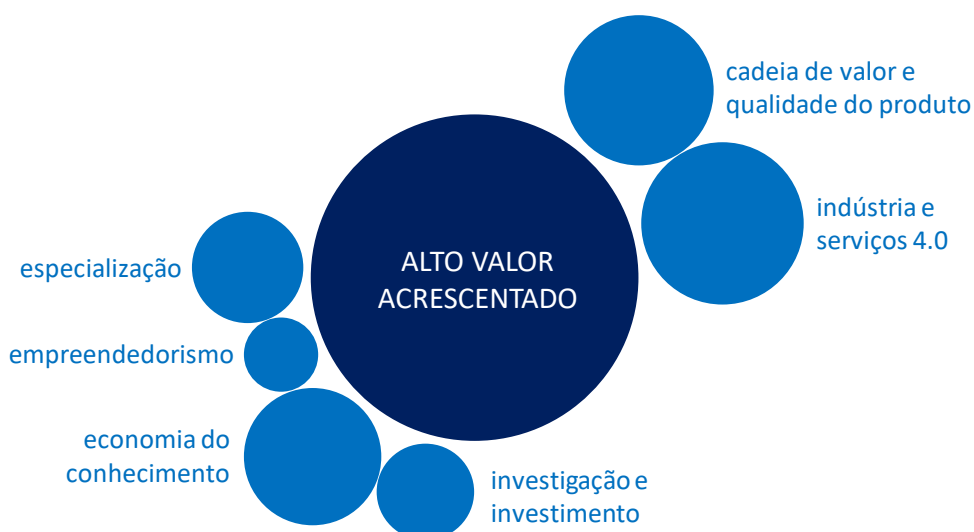 cadeia de valor e
qualidade do produto
indústria e
serviços 4.0
ALTO VALOR
ACRESCENTADO
especialização
empreendedorismo
economia do
conhecimento
investigação e
investimento